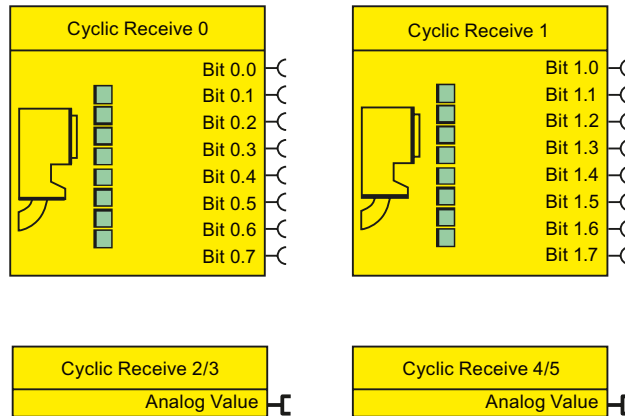 Cyclic Receive 0
Bit 0.0
Bit 0.1
Bit 0.2
Bit 0.3
Bit 0.4
Bit 0.5
Bit 0.6
Bit 0.7
Cyclic Receive 1
Bit 1.0
Bit 1.1
Bit 1.2
Bit 1.3
Bit 1.4
Bit 1.5
Bit 1.6
Bit 1.7
Cyclic Receive 2/3
Analog Value
Cyclic Receive 4/5
Analog Value